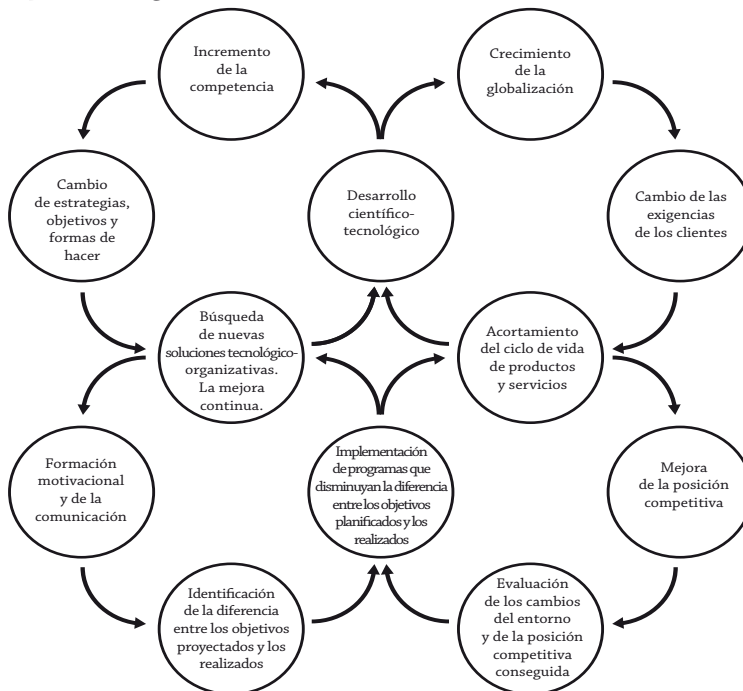 Incremento
de la
competencia
Crecimiento
de la
globalización
Cambio
de estrategias,
objetivos y
formas de
hacer
Desarrollo
científico-
tecnológico
Cambio de las
exigencias
de los clientes
Búsqueda
de nuevas
soluciones tecnológico-
organizativas.
La mejora
continua.
Acortamiento
del ciclo de vida
de productos
y servicios
Formación
motivacional
y de la
comunicación
Implementación
de programas que
disminuyan la diferencia
entre los objetivos
planificados y los
realizados
Mejora
de la posición
competitiva
Identificación
de la diferencia
entre los objetivos
proyectados y los
realizados
Evaluación
de los cambios
del entorno
y de la posición
competitiva
conseguida